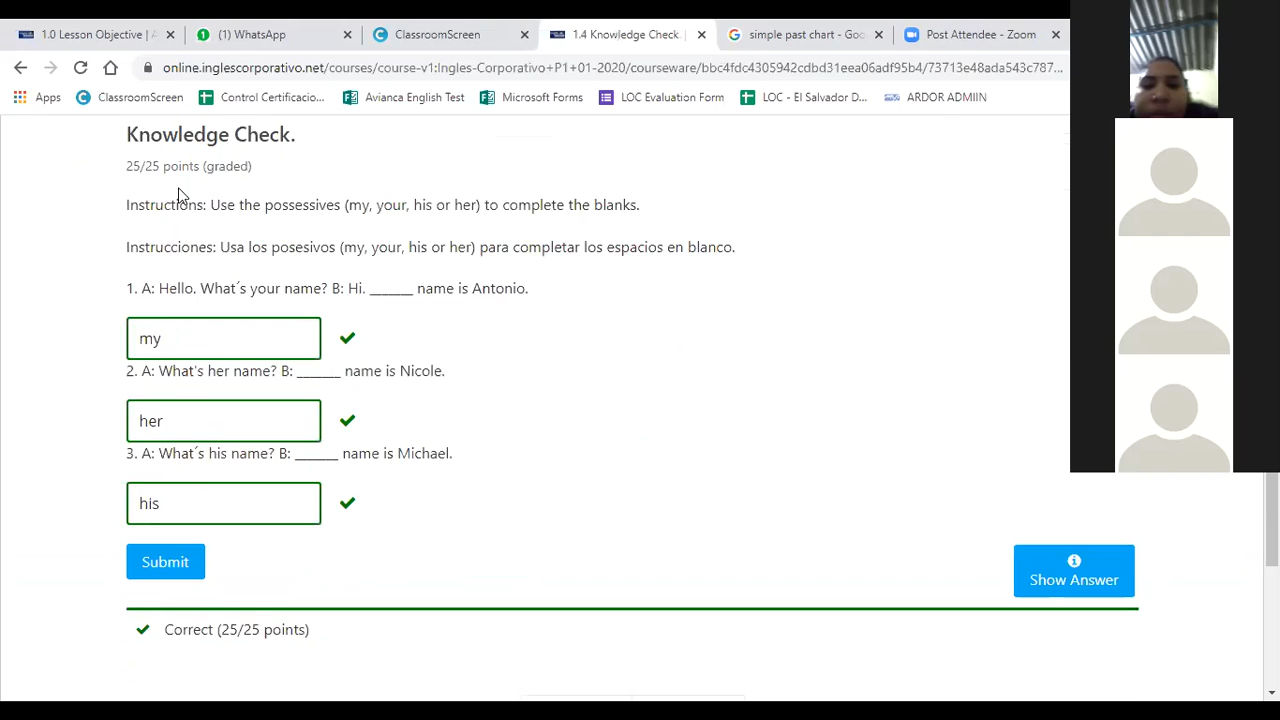 1.0 Lesson Objective | A
(1) WhatsApp
ClassroomScreen
1.4 Knowledge Check. |
simple past chart - Goo
Post Attendee - Zoom
online.inglescorporativo.net/courses/course-v1:Ingles-Corporativo+P1+01-2020/courseware/bbc4fdc4305942cdbd31eea06adf95b4/73713e48ada543c787...
Apps
ClassroomScreen
Control Certificacio...
Avianca English Test
Microsoft Forms
LOC Evaluation Form
LOC - El Salvador D...
ARDOR ADMIIN
Knowledge Check.
25/25 points (graded)
Instructions: Use the possessives (my, your, his or her) to complete the blanks.
Instrucciones: Usa los posesivos (my, your, his or her) para completar los espacios en blanco.
1. A: Hello. What´s your name? B: Hi. _______ name is Antonio.
my
2. A: What's her name? B: _______ name is Nicole.
her
3. A: What´s his name? B: _______ name is Michael.
his
Submit
Show Answer
Correct (25/25 points)